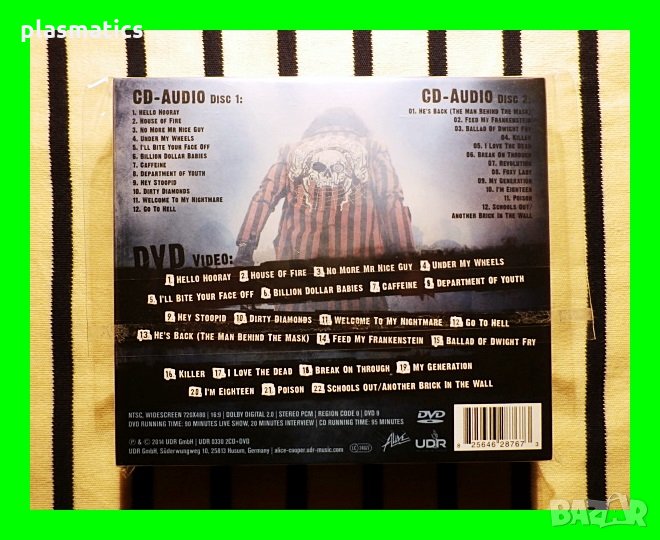 plasmatics
CD-Audio disc 1:
1. Hello Hooray
2. House of Fire
3. No More Mr Nice Guy
4. Under My Wheels
5. I'll Bite Your Face Off
6. Billion Dollar Babies
7. Caffeine
8. Department of Youth
9. Hey Stoopid
10. Dirty Diamonds
11. Welcome To My Nightmare
12. Go To Hell
CD-Audio disc 2:
01. He's Back (The Man Behind The Mask)
02. Feed My Frankenstein
03. Ballad Of Dwight Fry
04. Killer
05. I Love The Dead
06. Break On Through
07. Revolution
08. Foxy Lady
09. My Generation
10. I'm Eighteen
11. Poison
12. Schools Out/
Another Brick In The Wall
DVD video:
1 Hello Hooray 2 House Of Fire 3 No More Mr Nice Guy 4 Under My Wheels
5 I'll Bite Your Face Off 6 Billion Dollar Babies 7 Caffeine 8 Department Of Youth
9 Hey Stoopid 10 Dirty Diamonds 11 Welcome To My Nightmare 12 Go To Hell
13 He's Back (The Man Behind The Mask) 14 Feed My Frankenstein 15 Ballad of Dwight Fry
16 Killer 17 I Love The Dead 18 Break On Through 19 My Generation
20 I'm Eighteen 21 Poison 22 Schools Out/Another Brick In The Wall
NTSC, WIDESCREEN 720X480 | 16:9 | DOLBY DIGITAL 2.0 | STEREO PCM | REGION CODE 0 | DVD 9
DVD RUNNING TIME: 90 MINUTES LIVE SHOW, 20 MINUTES INTERVIEW | CD RUNNING TIME: 95 MINUTES
℗ & © 2014 UDR GmbH | UDR 0330 2CD+DVD
UDR GmbH, Süderwungweg 10, 25813 Husum, Germany | alice-cooper.udr-music.com
Alive
DVD
UDR
8 25646 28767 3
BAZAR